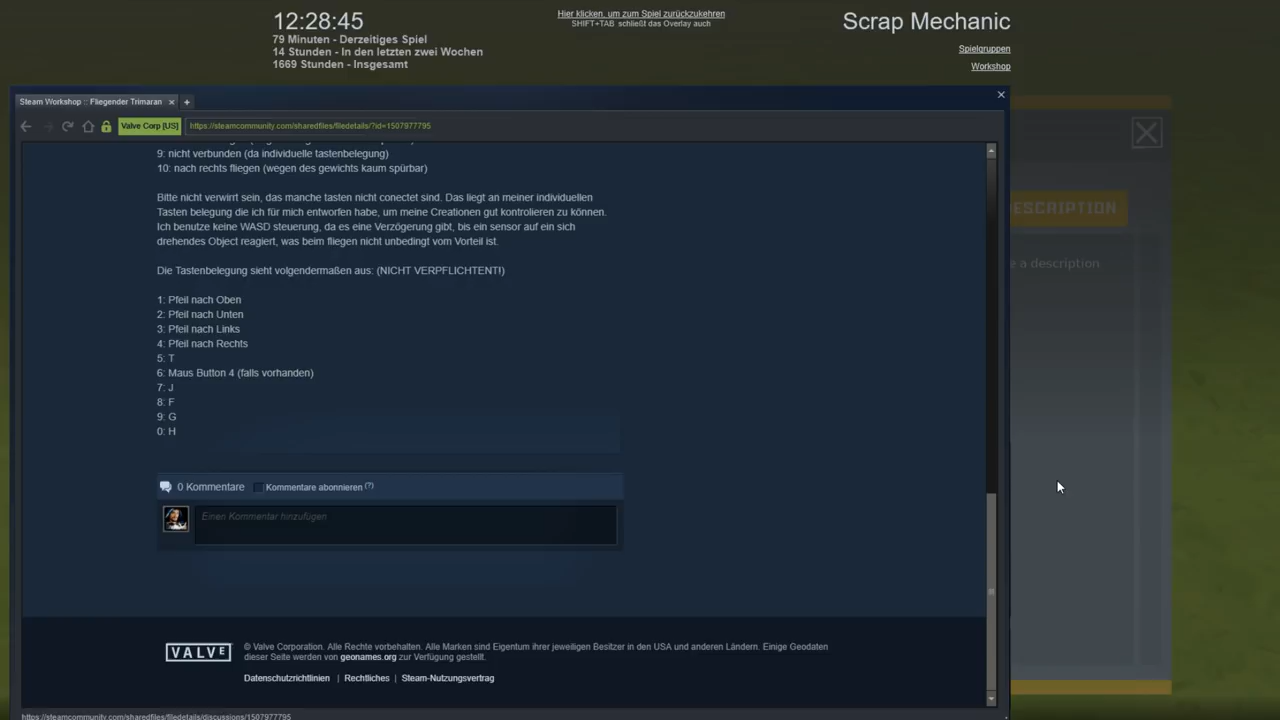 12:28:45
79 Minuten - Derzeitiges Spiel
14 Stunden - In den letzten zwei Wochen
1669 Stunden - Insgesamt
Hier klicken, um zum Spiel zurückzukehren
SHIFT+TAB schließt das Overlay auch
Scrap Mechanic
Spielgruppen
Workshop
Steam Workshop :: Fliegender Trimaran
Valve Corp [US]
https://steamcommunity.com/sharedfiles/filedetails/?id=1507977795
9: nicht verbunden (da individuelle tastenbelegung)
10: nach rechts fliegen (wegen des gewichts kaum spürbar)
Bitte nicht verwirrt sein, das manche tasten nicht conectet sind. Das liegt an meiner individuellen
Tasten belegung die ich für mich entworfen habe, um meine Creationen gut kontrolieren zu können.
Ich benutze keine WASD steuerung, da es eine Verzögerung gibt, bis ein sensor auf ein sich
drehendes Object reagiert, was beim fliegen nicht unbedingt vom Vorteil ist.
Die Tastenbelegung sieht volgendermaßen aus: (NICHT VERPFLICHTENT!)
1: Pfeil nach Oben
2: Pfeil nach Unten
3: Pfeil nach Links
4: Pfeil nach Rechts
5: T
6: Maus Button 4 (falls vorhanden)
7: J
8: F
9: G
0: H
0 Kommentare
Kommentare abonnieren (?)
Einen Kommentar hinzufügen
ESCRIPTION
e a description
VALVE
© Valve Corporation. Alle Rechte vorbehalten. Alle Marken sind Eigentum ihrer jeweiligen Besitzer in den USA und anderen Ländern. Einige Geodaten
dieser Seite werden von geonames.org zur Verfügung gestellt.
Datenschutzrichtlinien | Rechtliches | Steam-Nutzungsvertrag
https://steamcommunity.com/sharedfiles/filedetails/discussions/1507977795